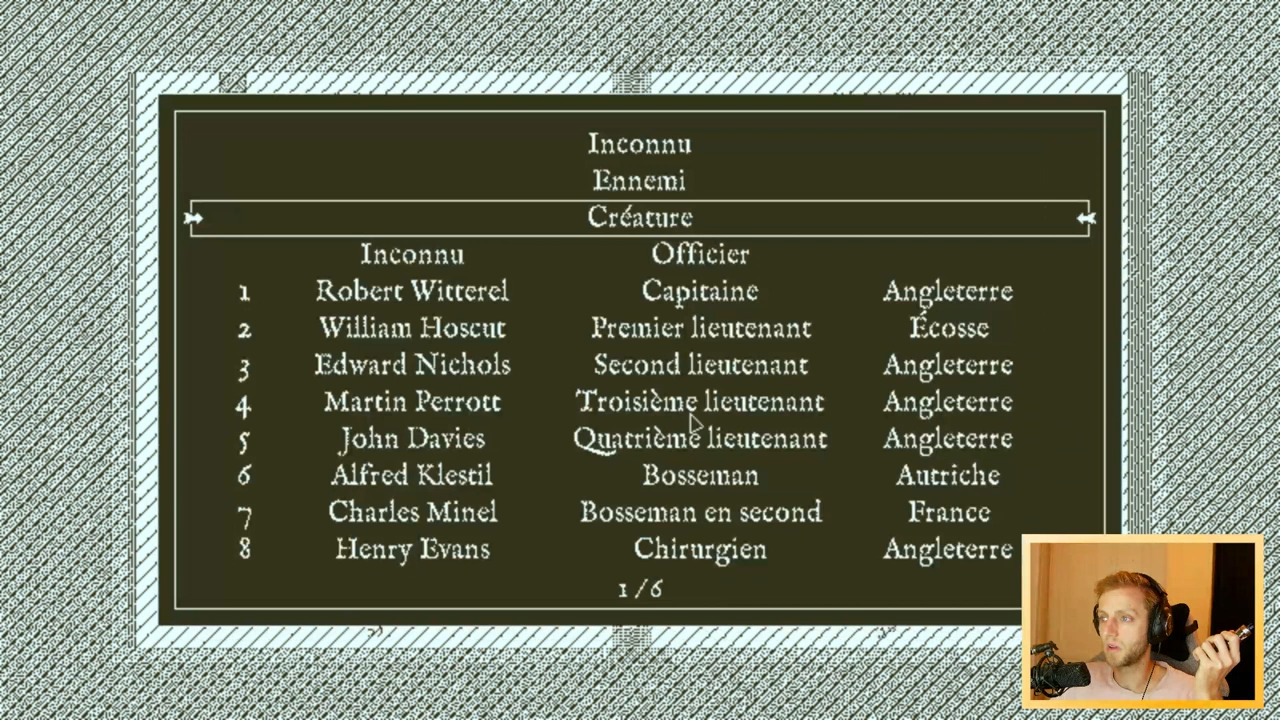 Inconnu
Ennemi
Créature
Inconnu Officier
1 Robert Witterel Capitaine Angleterre
2 William Hoscut Premier lieutenant Écosse
3 Edward Nichols Second lieutenant Angleterre
4 Martin Perrott Troisième lieutenant Angleterre
5 John Davies Quatrième lieutenant Angleterre
6 Alfred Klestil Bosseman Autriche
7 Charles Minel Bosseman en second France
8 Henry Evans Chirurgien Angleterre
1/6